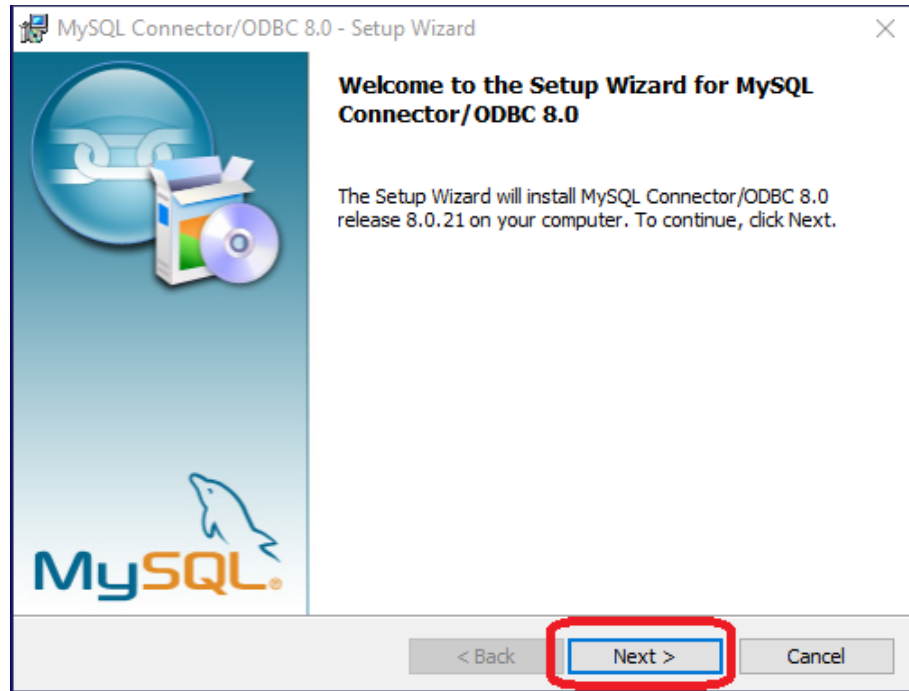 MySQL Connector/ODBC 8.0 - Setup Wizard
Welcome to the Setup Wizard for MySQL
Connector/ODBC 8.0
The Setup Wizard will install MySQL Connector/ODBC 8.0
release 8.0.21 on your computer. To continue, click Next.
MySQL®
< Back
Next >
Cancel